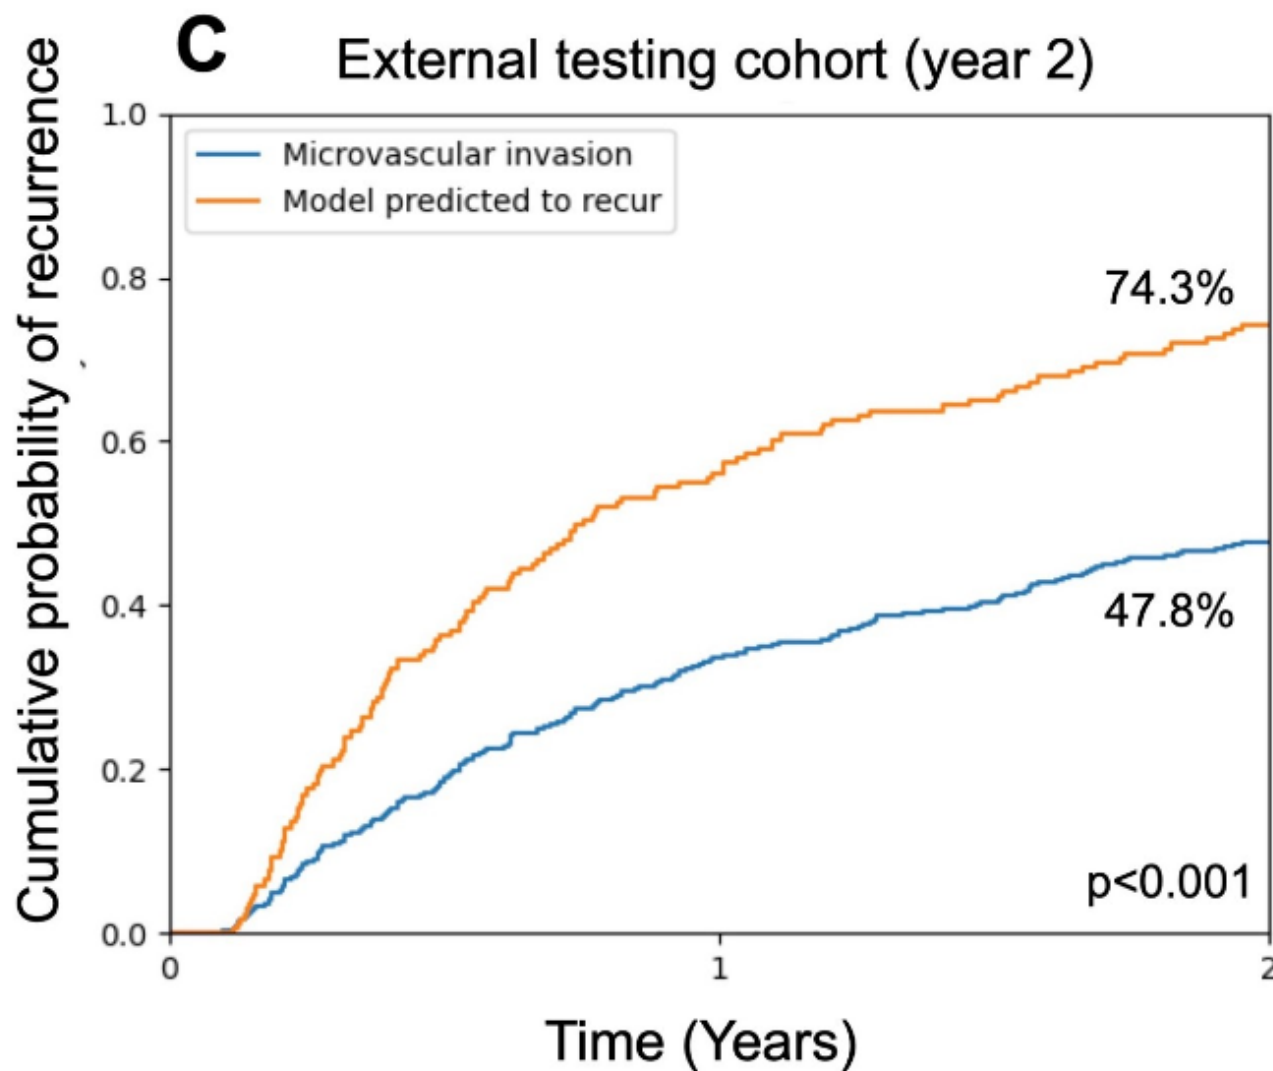 C
External testing cohort (year 2)
Cumulative probability of recurrence
1.0
0.8
0.6
0.4
0.2
0.0
Microvascular invasion
Model predicted to recur
74.3%
47.8%
p<0.001
0
1
2
Time (Years)